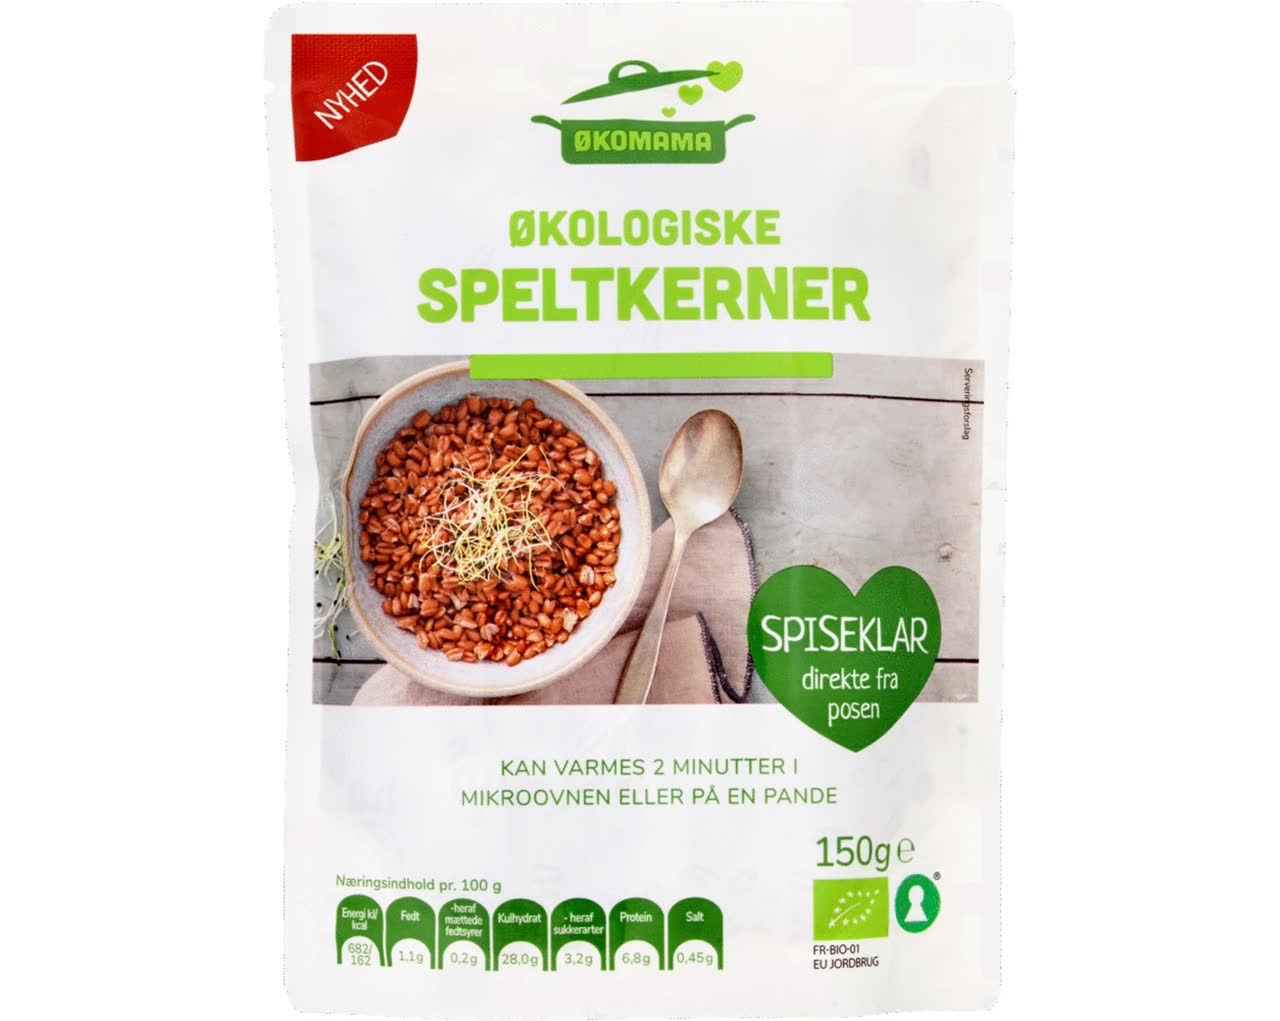 NYHED
ØKOMAMA
ØKOLOGISKE
SPELTKERNER
Serveringsforslag
SPISEKLAR
direkte fra
posen
KAN VARMES 2 MINUTTER I
MIKROOVNEN ELLER PÅ EN PANDE
150g e
Næringsindhold pr. 100 g
Energi kJ/
kcal
682/
162
Fedt
1,1g
-heraf
mættede
fedtsyrer
0,2g
Kulhydrat
28,0g
- heraf
sukkerarter
3,2g
Protein
6,8g
Salt
0,45g
®
FR-BIO-01
EU JORDBRUG